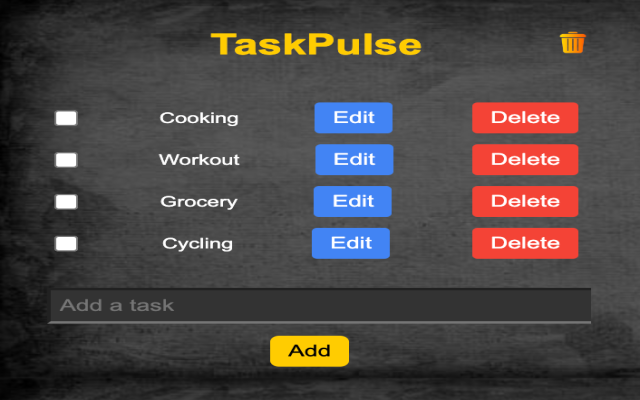 TaskPulse
Cooking Edit Delete
Workout Edit Delete
Grocery Edit Delete
Cycling Edit Delete
Add a task
Add